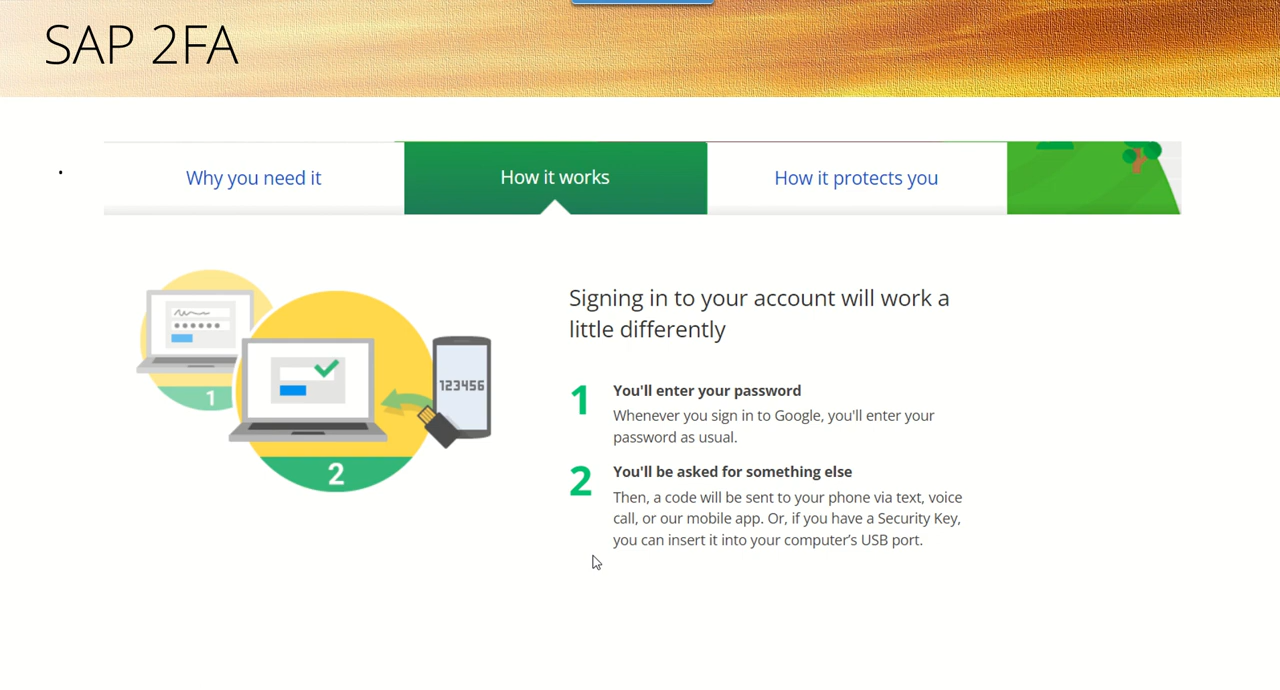 SAP 2FA
Why you need it
How it works
How it protects you
1
2
123456
Signing in to your account will work a
little differently
1
You'll enter your password
Whenever you sign in to Google, you'll enter your
password as usual.
2
You'll be asked for something else
Then, a code will be sent to your phone via text, voice
call, or our mobile app. Or, if you have a Security Key,
you can insert it into your computer’s USB port.